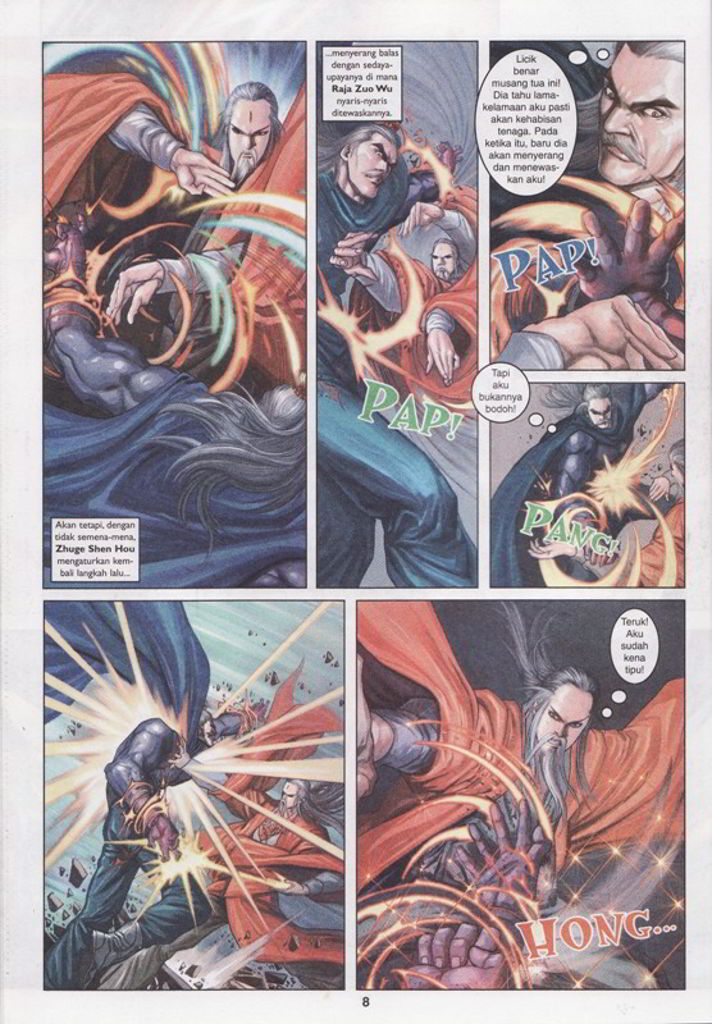 Akan tetapi, dengan
tidak semena-mena,
Zhuge Shen Hou
mengaturkan kem-
bali langkah lalu...
...menyerang balas
dengan sedaya-
upayanya di mana
Raja Zuo Wu
nyaris-nyaris
ditewaskannya.
PAP!
Licik
benar
musang tua ini!
Dia tahu lama-
kelamaan aku pasti
akan kehabisan
tenaga. Pada
ketika itu, baru dia
akan menyerang
dan menewas-
kan aku!
PAP!
Tapi
aku
bukannya
bodoh!
PANG!
Teruk!
Aku
sudah
kena
tipu!
HONG...
8